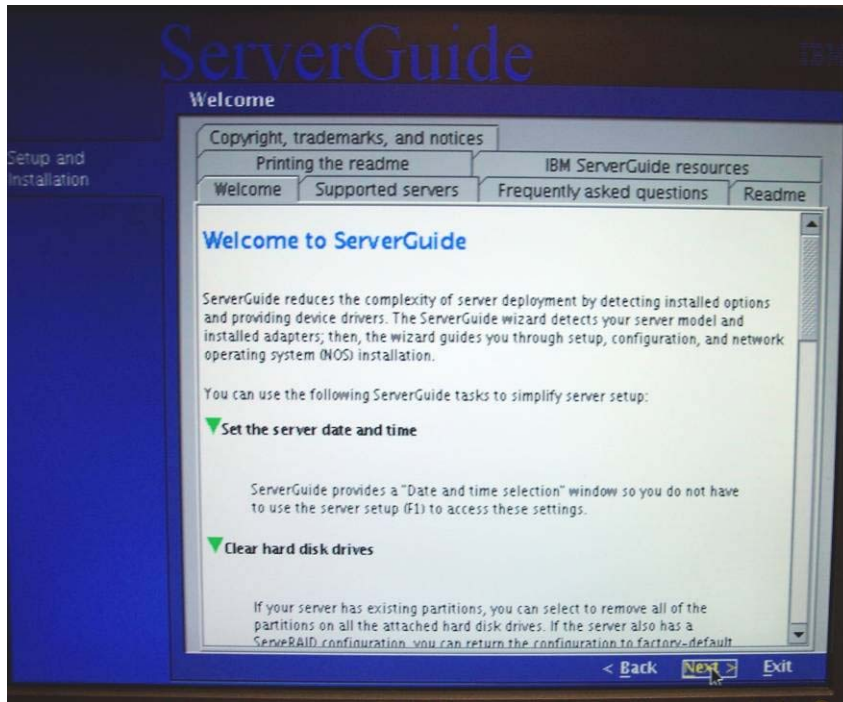 ServerGuide
IBM
Welcome
Setup and
Installation
Copyright, trademarks, and notices
Printing the readme
IBM ServerGuide resources
Welcome
Supported servers
Frequently asked questions
Readme
Welcome to ServerGuide
ServerGuide reduces the complexity of server deployment by detecting installed options
and providing device drivers. The ServerGuide wizard detects your server model and
installed adapters; then, the wizard guides you through setup, configuration, and network
operating system (NOS) installation.
You can use the following ServerGuide tasks to simplify server setup:
Set the server date and time
ServerGuide provides a "Date and time selection" window so you do not have
to use the server setup (F1) to access these settings.
Clear hard disk drives
If your server has existing partitions, you can select to remove all of the
partitions on all the attached hard disk drives. If the server also has a
ServeRAID configuration, you can return the configuration to factory-default
< Back
Next >
Exit